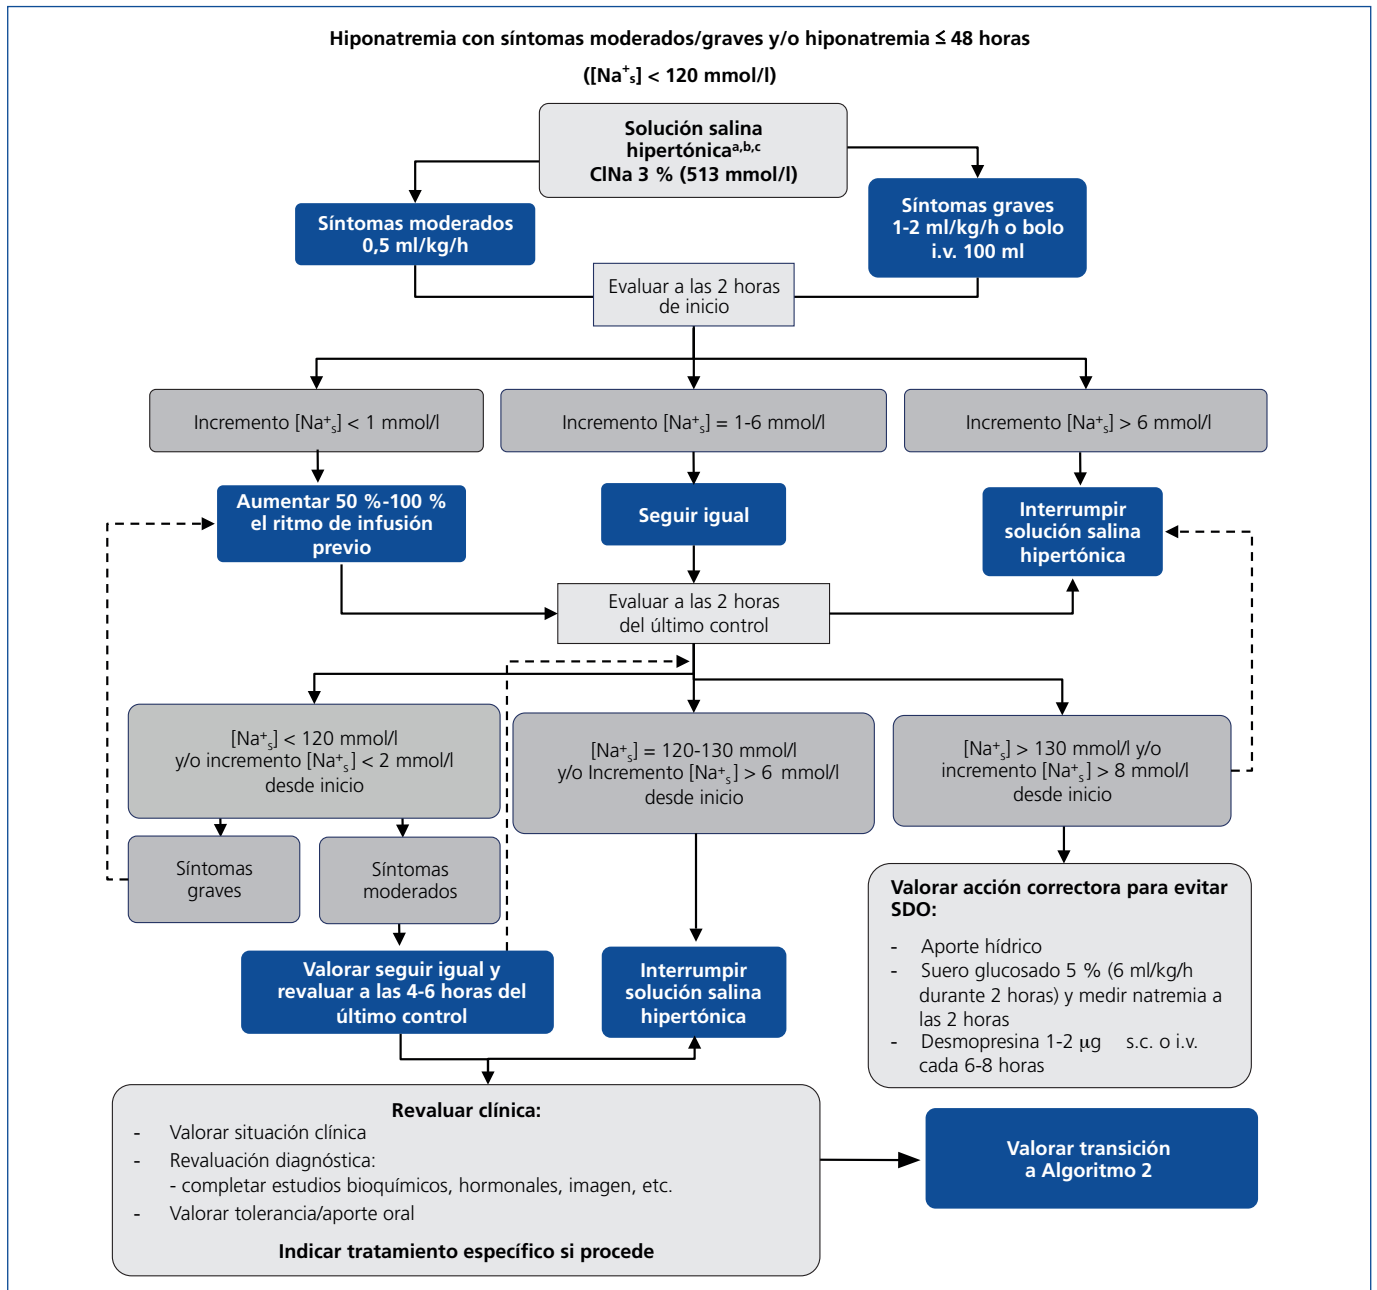 Hiponatremia con síntomas moderados/graves y/o hiponatremia ≤ 48 horas
([Na⁺ₛ] < 120 mmol/l)
Solución salina
hipertónicaᵃ,ᵇ,ᶜ
ClNa 3 % (513 mmol/l)
Síntomas moderados
0,5 ml/kg/h
Síntomas graves
1-2 ml/kg/h o bolo
i.v. 100 ml
Evaluar a las 2 horas
de inicio
Incremento [Na⁺ₛ] < 1 mmol/l
Incremento [Na⁺ₛ] = 1-6 mmol/l
Incremento [Na⁺ₛ] > 6 mmol/l
Aumentar 50 %-100 %
el ritmo de infusión
previo
Seguir igual
Interrumpir
solución salina
hipertónica
Evaluar a las 2 horas
del último control
[Na⁺ₛ] < 120 mmol/l
y/o incremento [Na⁺ₛ] < 2 mmol/l
desde inicio
[Na⁺ₛ] = 120-130 mmol/l
y/o Incremento [Na⁺ₛ] > 6 mmol/l
desde inicio
[Na⁺ₛ] > 130 mmol/l y/o
incremento [Na⁺ₛ] > 8 mmol/l
desde inicio
Síntomas
graves
Síntomas
moderados
Valorar seguir igual y
revaluar a las 4-6 horas del
último control
Interrumpir
solución salina
hipertónica
Valorar acción correctora para evitar
SDO:
- Aporte hídrico
- Suero glucosado 5 % (6 ml/kg/h
durante 2 horas) y medir natremia a
las 2 horas
- Desmopresina 1-2 µg s.c. o i.v.
cada 6-8 horas
Revaluar clínica:
- Valorar situación clínica
- Revaluación diagnóstica:
- completar estudios bioquímicos, hormonales, imagen, etc.
- Valorar tolerancia/aporte oral
Indicar tratamiento específico si procede
Valorar transición
a Algoritmo 2